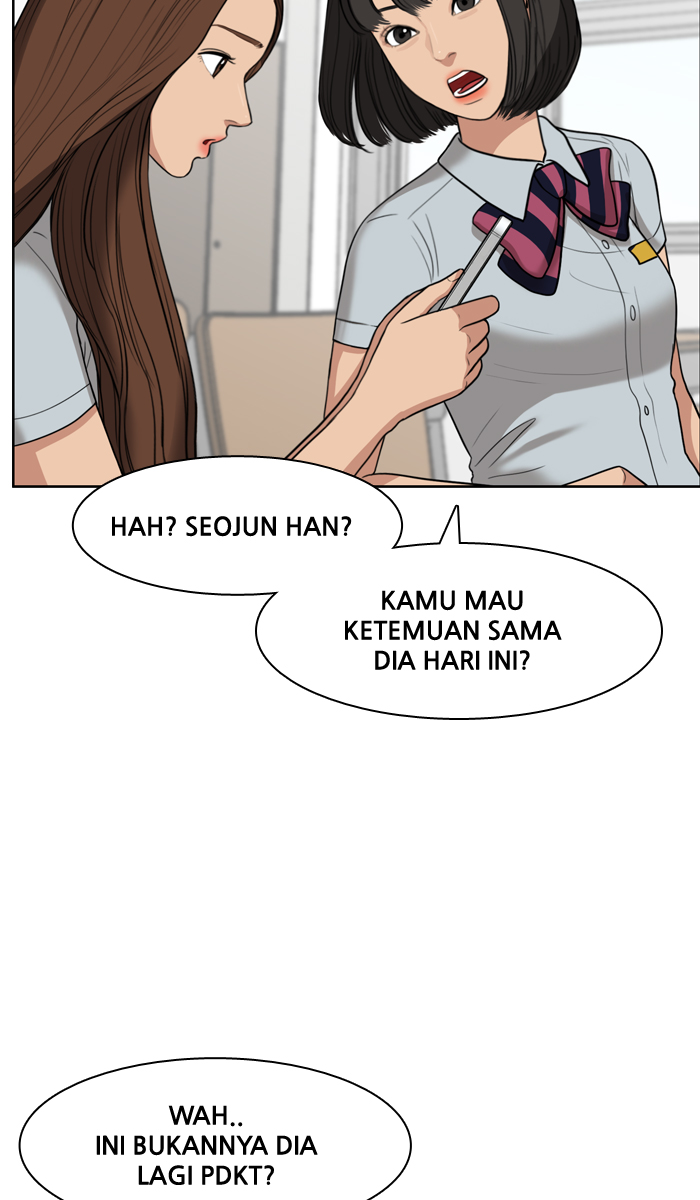 HAH? SEOJUN HAN?
KAMU MAU
KETEMUAN SAMA
DIA HARI INI?
WAH..
INI BUKANNYA DIA
LAGI PDKT?